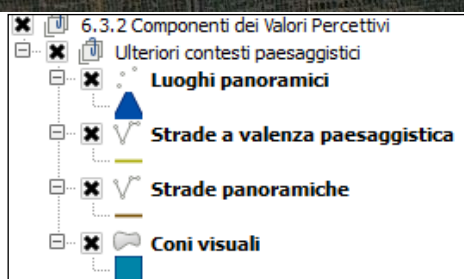 6.3.2 Componenti dei Valori Percettivi
Ulteriori contesti paesaggistici
Luoghi panoramici
Strade a valenza paesaggistica
Strade panoramiche
Coni visuali